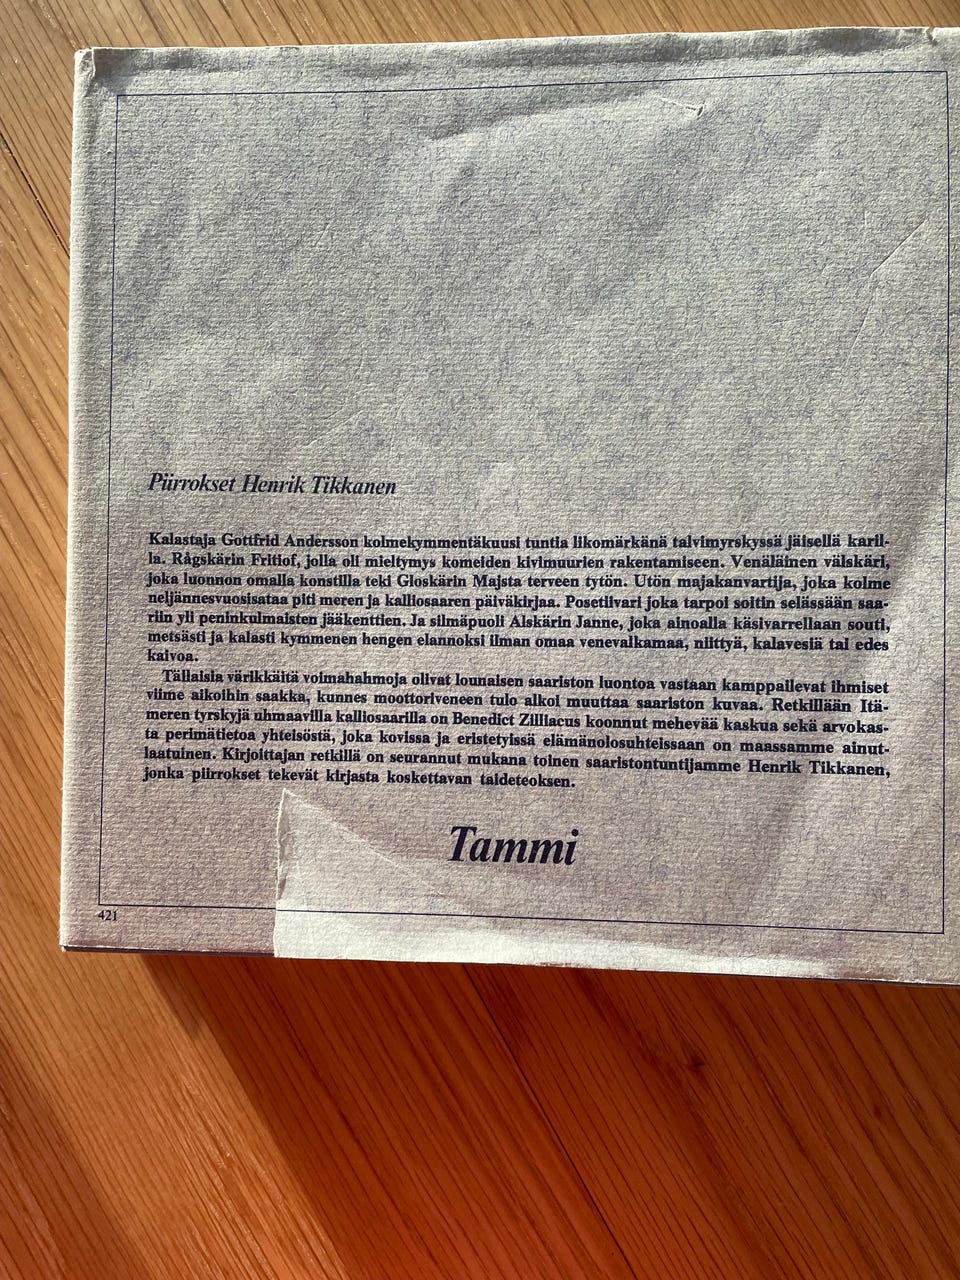 Piirrokset Henrik Tikkanen
Kalastaja Gottfrid Andersson kolmekymmentäkuusi tuntia likomärkänä talvimyrskyssä jäisellä karil-
la. Rågskärin Fritiof, jolla oli mieltymys komeiden kivimuurien rakentamiseen. Venäläinen välskäri,
joka luonnon omalla konstilla teki Gloskärin Majsta terveen tytön. Utön majakanvartija, joka kolme
neljännesvuosisataa piti meren ja kalliosaaren päiväkirjaa. Posetiivari joka tarpoi soitin selässään saa-
riin yli peninkulmaisten jääkenttien. Ja silmäpuoli Alskärin Janne, joka ainoalla käsivarrellaan souti,
metsästi ja kalasti kymmenen hengen elannoksi ilman omaa venevalkamaa, niittyä, kalavesiä tai edes
kaivoa.
Tällaisia värikkäitä voimahahmoja olivat lounaisen saariston luontoa vastaan kamppailevat ihmiset
viime aikoihin saakka, kunnes moottoriveneen tulo alkoi muuttaa saariston kuvaa. Retkillään Itä-
meren tyrskyjä uhmaavilla kalliosaarilla on Benedict Zilliacus koonnut mehevää kaskua sekä arvokas-
ta perimätietoa yhteisöstä, joka kovissa ja eristetyissä elämänolosuhteissaan on maassamme ainut-
laatuinen. Kirjoittajan retkillä on seurannut mukana toinen saaristontuntijamme Henrik Tikkanen,
jonka piirrokset tekevät kirjasta koskettavan taideteoksen.
Tammi
421